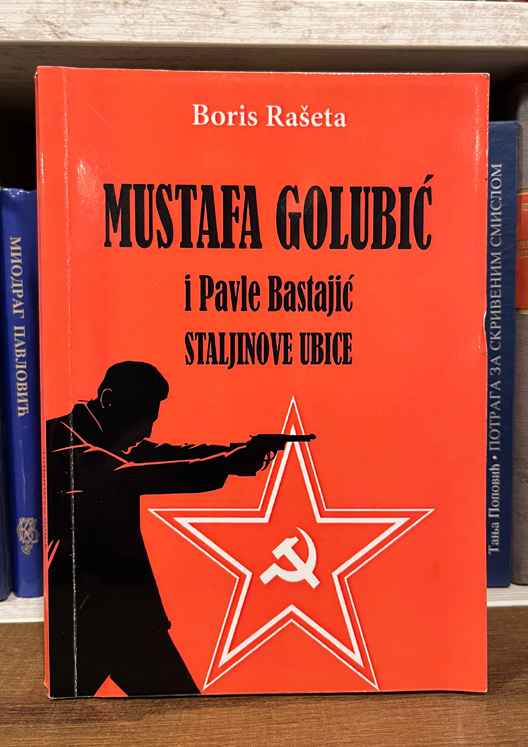 Boris Rašeta
MUSTAFA GOLUBIĆ
i Pavle Bastajić
STALJINOVE UBICE
МИОДРАГ ПАВЛОВИЋ
Тања Поповић • ПОТРАГА ЗА СКРИВЕНИМ СМИСЛОМ